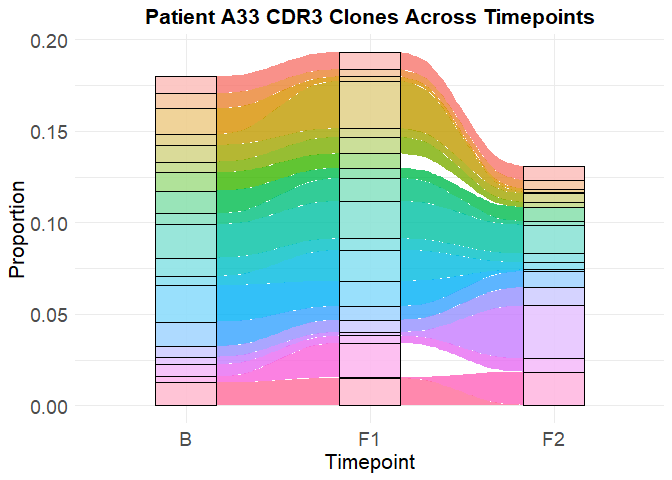 Patient A33 CDR3 Clones Across Timepoints
Proportion
0.20
0.15
0.10
0.05
0.00
B F1 F2
Timepoint